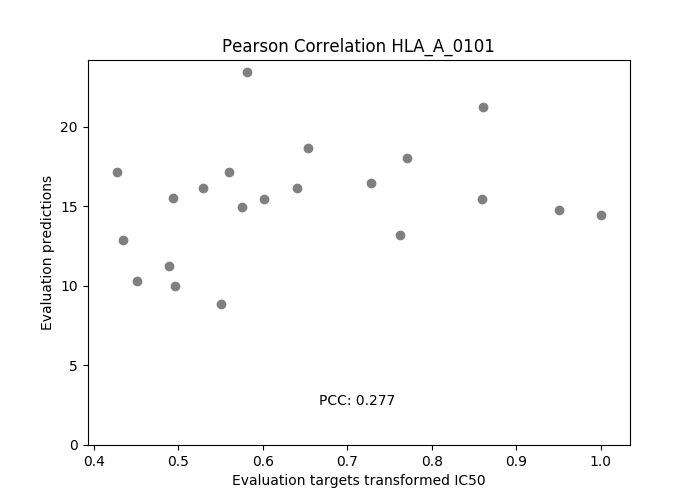 Pearson Correlation HLA_A_0101
20
15
10
5
0
Evaluation predictions
PCC: 0.277
0.4 0.5 0.6 0.7 0.8 0.9 1.0
Evaluation targets transformed IC50